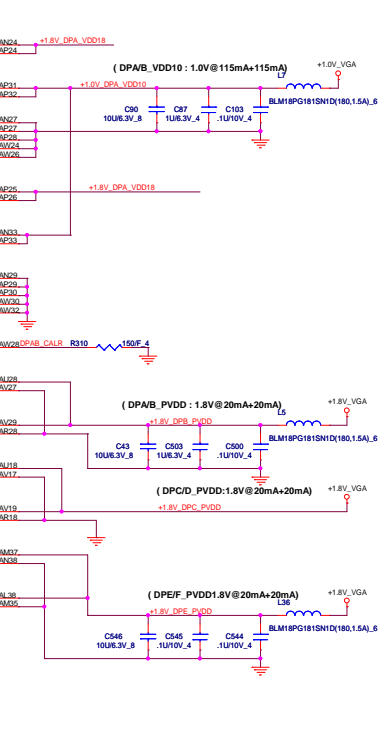 AN24
AP24
+1.8V_DPA_VDD18
( DPA/B_VDD10 : 1.0V@115mA+115mA)
+1.0V_VGA
L7
AP31
AP32
+1.0V_DPA_VDD10
BLM18PG181SN1D(180,1.5A)_6
C90
10U/6.3V_8
C87
1U/6.3V_4
C103
.1U/10V_4
AN27
AP27
AP28
AW24
AW26
AP25
AP26
+1.8V_DPA_VDD18
AN33
AP33
AN29
AP29
AP30
AW30
AW32
AW28
DPAB_CALR
R310
150/F_4
AU28
AV27
( DPA/B_PVDD : 1.8V@20mA+20mA)
+1.8V_VGA
L5
AV29
AR28
+1.8V_DPB_PVDD
BLM18PG181SN1D(180,1.5A)_6
C43
10U/6.3V_8
C503
.1U/10V_4
C500
.1U/10V_4
AU18
AV17
( DPC/D_PVDD:1.8V@20mA+20mA)
+1.8V_VGA
AV19
AR18
+1.8V_DPC_PVDD
AM37
AN38
( DPE/F_PVDD1.8V@20mA+20mA)
+1.8V_VGA
L36
AL38
AM35
+1.8V_DPE_PVDD
BLM18PG181SN1D(180,1.5A)_6
C546
10U/6.3V_8
C545
.1U/10V_4
C544
.1U/10V_4